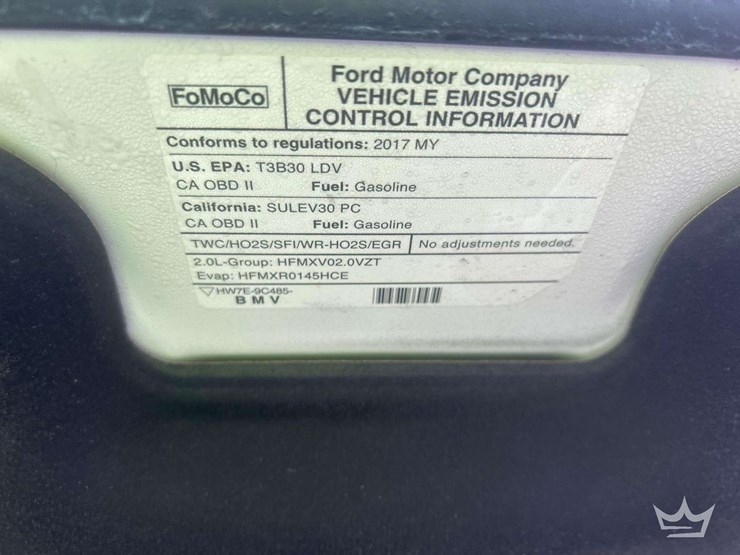 FoMoCo
Ford Motor Company
VEHICLE EMISSION
CONTROL INFORMATION
Conforms to regulations: 2017 MY
U.S. EPA: T3B30 LDV
CA OBD II Fuel: Gasoline
California: SULEV30 PC
CA OBD II Fuel: Gasoline
TWC/HO2S/SFI/WR-HO2S/EGR No adjustments needed.
2.0L-Group: HFMXV02.0VZT
Evap: HFMXR0145HCE
HW7E-9C485-
B M V